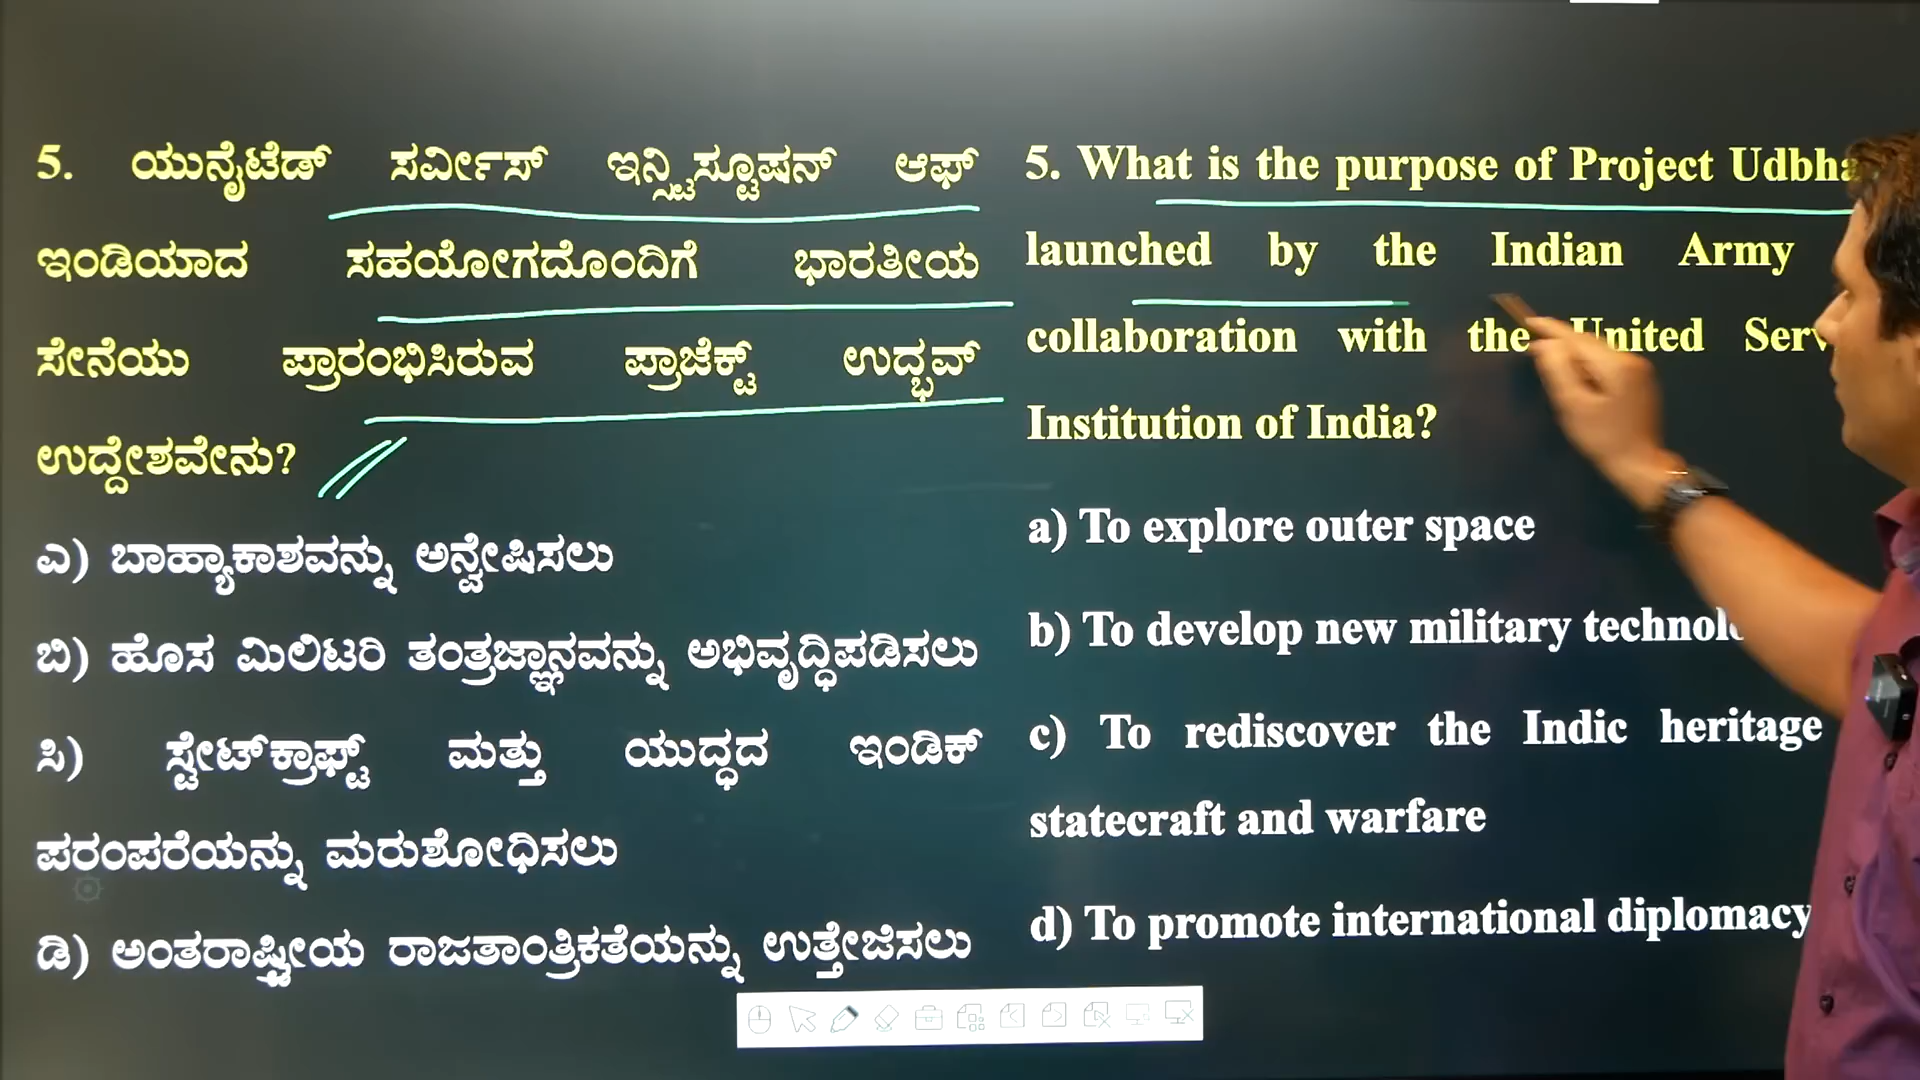 5. ಯುನೈಟೆಡ್ ಸರ್ವೀಸ್ ಇನ್ಸ್ಟಿಸ್ಟೂಷನ್ ಆಫ್
ಇಂಡಿಯಾದ ಸಹಯೋಗದೊಂದಿಗೆ ಭಾರತೀಯ
ಸೇನೆಯು ಪ್ರಾರಂಭಿಸಿರುವ ಪ್ರಾಜೆಕ್ಟ್ ಉದ್ಭವ್
ಉದ್ದೇಶವೇನು?
ಎ) ಬಾಹ್ಯಾಕಾಶವನ್ನು ಅನ್ವೇಷಿಸಲು
ಬಿ) ಹೊಸ ಮಿಲಿಟರಿ ತಂತ್ರಜ್ಞಾನವನ್ನು ಅಭಿವೃದ್ಧಿಪಡಿಸಲು
ಸಿ) ಸ್ಟೇಟ್‌ಕ್ರಾಫ್ಟ್ ಮತ್ತು ಯುದ್ಧದ ಇಂಡಿಕ್
ಪರಂಪರೆಯನ್ನು ಮರುಶೋಧಿಸಲು
ಡಿ) ಅಂತರಾಷ್ಟ್ರೀಯ ರಾಜತಾಂತ್ರಿಕತೆಯನ್ನು ಉತ್ತೇಜಿಸಲು
5. What is the purpose of Project
launched by the Indian Army
collaboration with the United
Institution of India?
a) To explore outer space
b) To develop new military
c) To rediscover the Indic heritage
statecraft and warfare
d) To promote international diplomacy